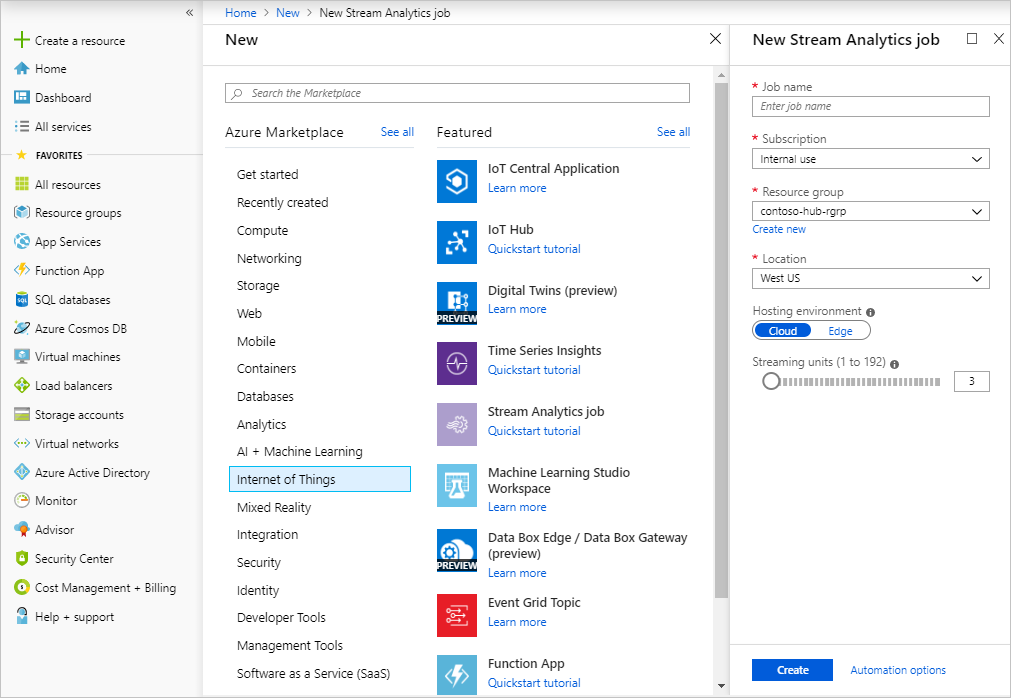 «
Create a resource
Home
Dashboard
All services
FAVORITES
All resources
Resource groups
App Services
Function App
SQL databases
Azure Cosmos DB
Virtual machines
Load balancers
Storage accounts
Virtual networks
Azure Active Directory
Monitor
Advisor
Security Center
Cost Management + Billing
Help + support
Home > New > New Stream Analytics job
New
Search the Marketplace
Azure Marketplace See all
Get started
Recently created
Compute
Networking
Storage
Web
Mobile
Containers
Databases
Analytics
AI + Machine Learning
Internet of Things
Mixed Reality
Integration
Security
Identity
Developer Tools
Management Tools
Software as a Service (SaaS)
Featured See all
IoT Central Application
Learn more
IoT Hub
Quickstart tutorial
PREVIEW
Digital Twins (preview)
Learn more
Time Series Insights
Quickstart tutorial
Stream Analytics job
Quickstart tutorial
Machine Learning Studio
Workspace
Learn more
PREVIEW
Data Box Edge / Data Box Gateway
(preview)
Learn more
Event Grid Topic
Learn more
Function App
Quickstart tutorial
New Stream Analytics job
* Job name
Enter job name
* Subscription
Internal use
* Resource group
contoso-hub-rgrp
Create new
* Location
West US
Hosting environment
Cloud Edge
Streaming units (1 to 192)
3
Create Automation options